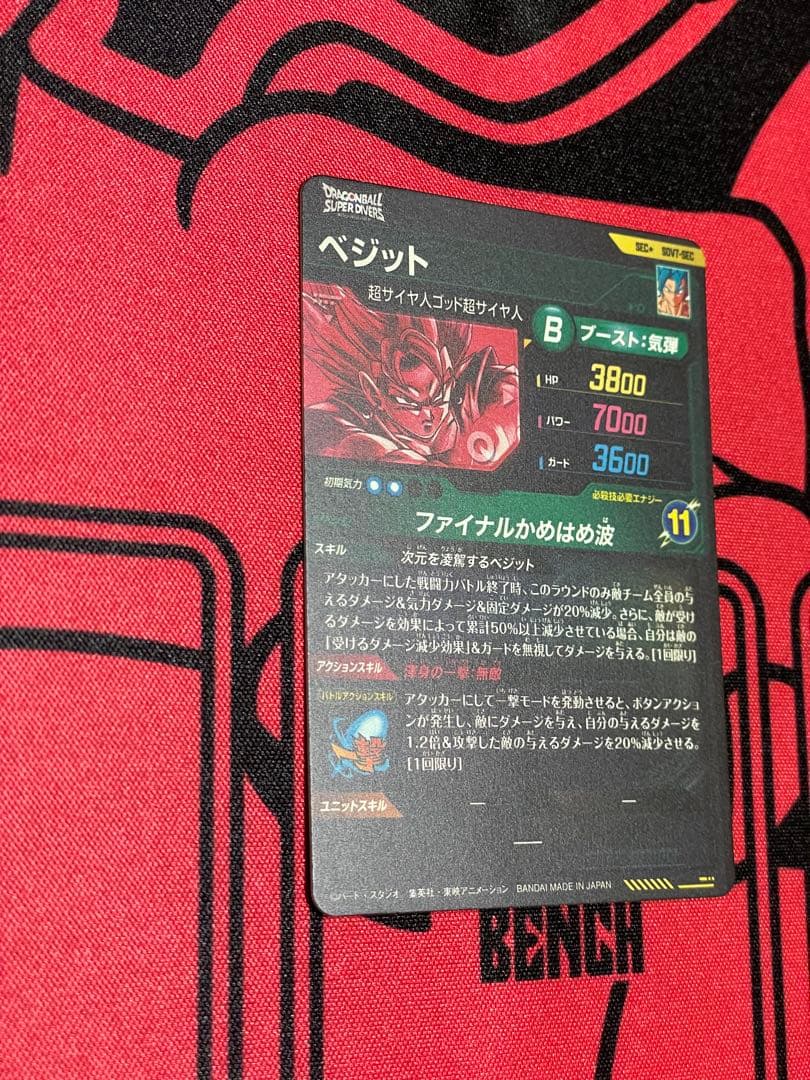 DRAGONBALL
SUPER DIVERS
SEC★ SDVT-SEC
ベジット
超サイヤ人ゴッド超サイヤ人
B ブースト:気弾
HP 3800
パワー 7000
ガード 3600
初期気力
必殺技必要エナジー
ファイナルかめはめ波 11
スキル 次元を凌駕するベジット
アタッカーにした戦闘力バトル終了時、このラウンドのみ敵チーム全員の与
えるダメージ&気力ダメージ&固定ダメージが20%減少。さらに、敵が受け
るダメージを効果によって累計50%以上減少させている場合、自分は敵の
「受けるダメージ減少効果」&ガードを無視してダメージを与える。[1回限り]
アクションスキル 渾身の一撃・無敵
バトルアクションスキル
アタッカーにして一撃モードを発動させると、ボタンアクショ
ンが発生し、敵にダメージを与え、自分の与えるダメージを
1.2倍&攻撃した敵の与えるダメージを20%減少させる。
[1回限り]
一撃
ユニットスキル — —
—
©バード・スタジオ/集英社・東映アニメーション BANDAI MADE IN JAPAN
BENCH